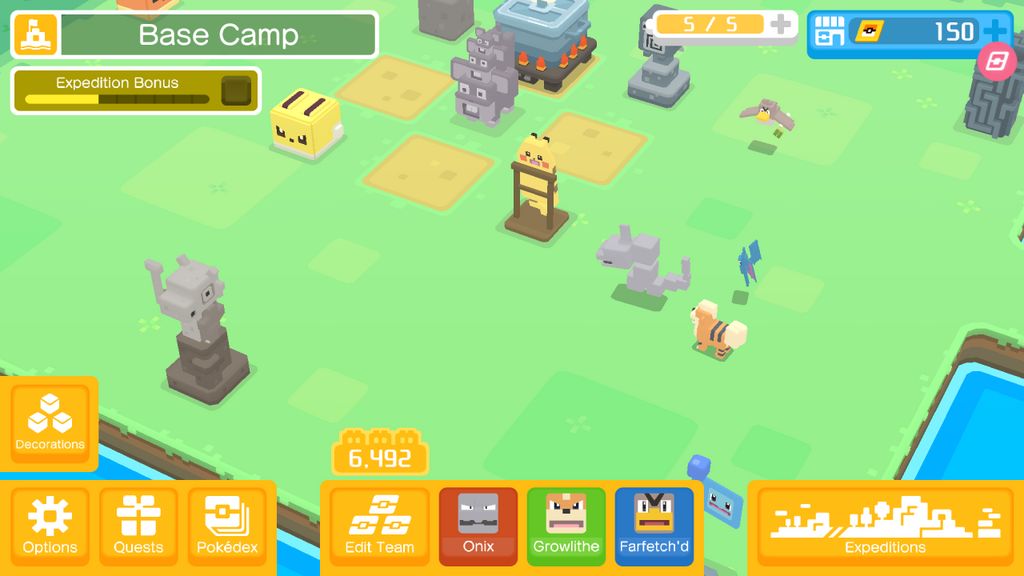 Base Camp
5 / 5
150
Expedition Bonus
Decorations
6,492
Options
Quests
Pokédex
Edit Team
Onix
Growlithe
Farfetch'd
Expeditions